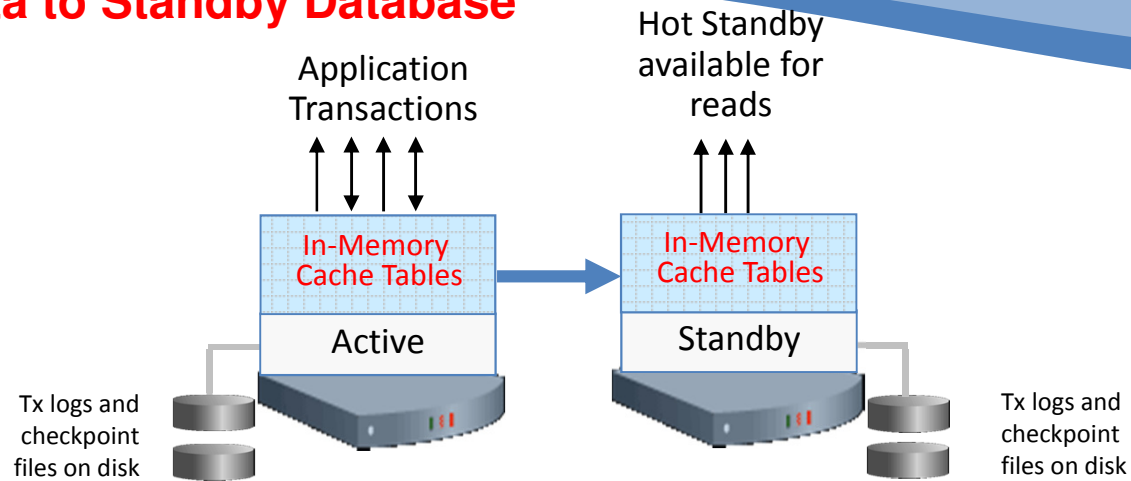 to Standby Database
Application
Transactions
Hot Standby
available for
reads
In-Memory
Cache Tables
Active
In-Memory
Cache Tables
Standby
Tx logs and
checkpoint
files on disk
Tx logs and
checkpoint
files on disk